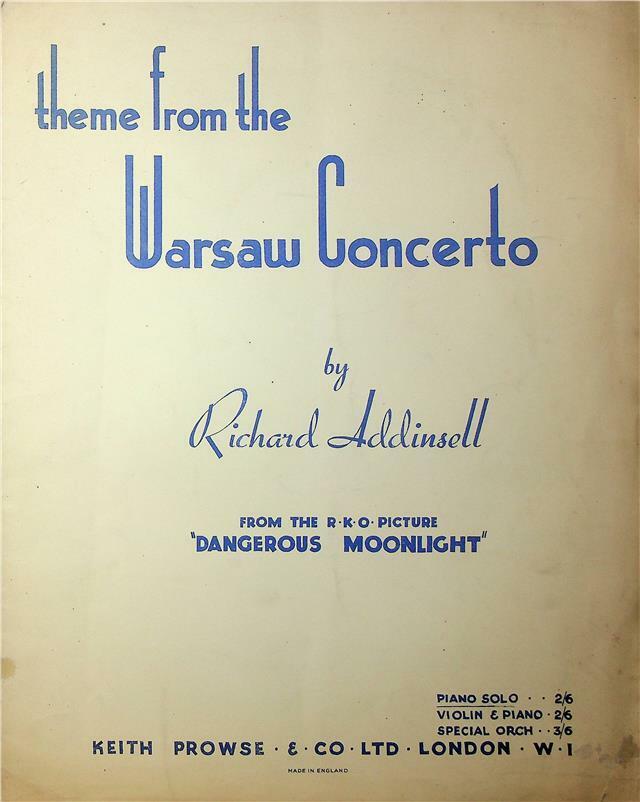 theme from the
Warsaw Concerto
by
Richard Addinsell
FROM THE R·K·O·PICTURE
"DANGEROUS MOONLIGHT"
PIANO SOLO · · 2/6
VIOLIN & PIANO · 2/6
SPECIAL ORCH · · 3/6
KEITH PROWSE · & · CO · LTD · LONDON · W · 1
MADE IN ENGLAND